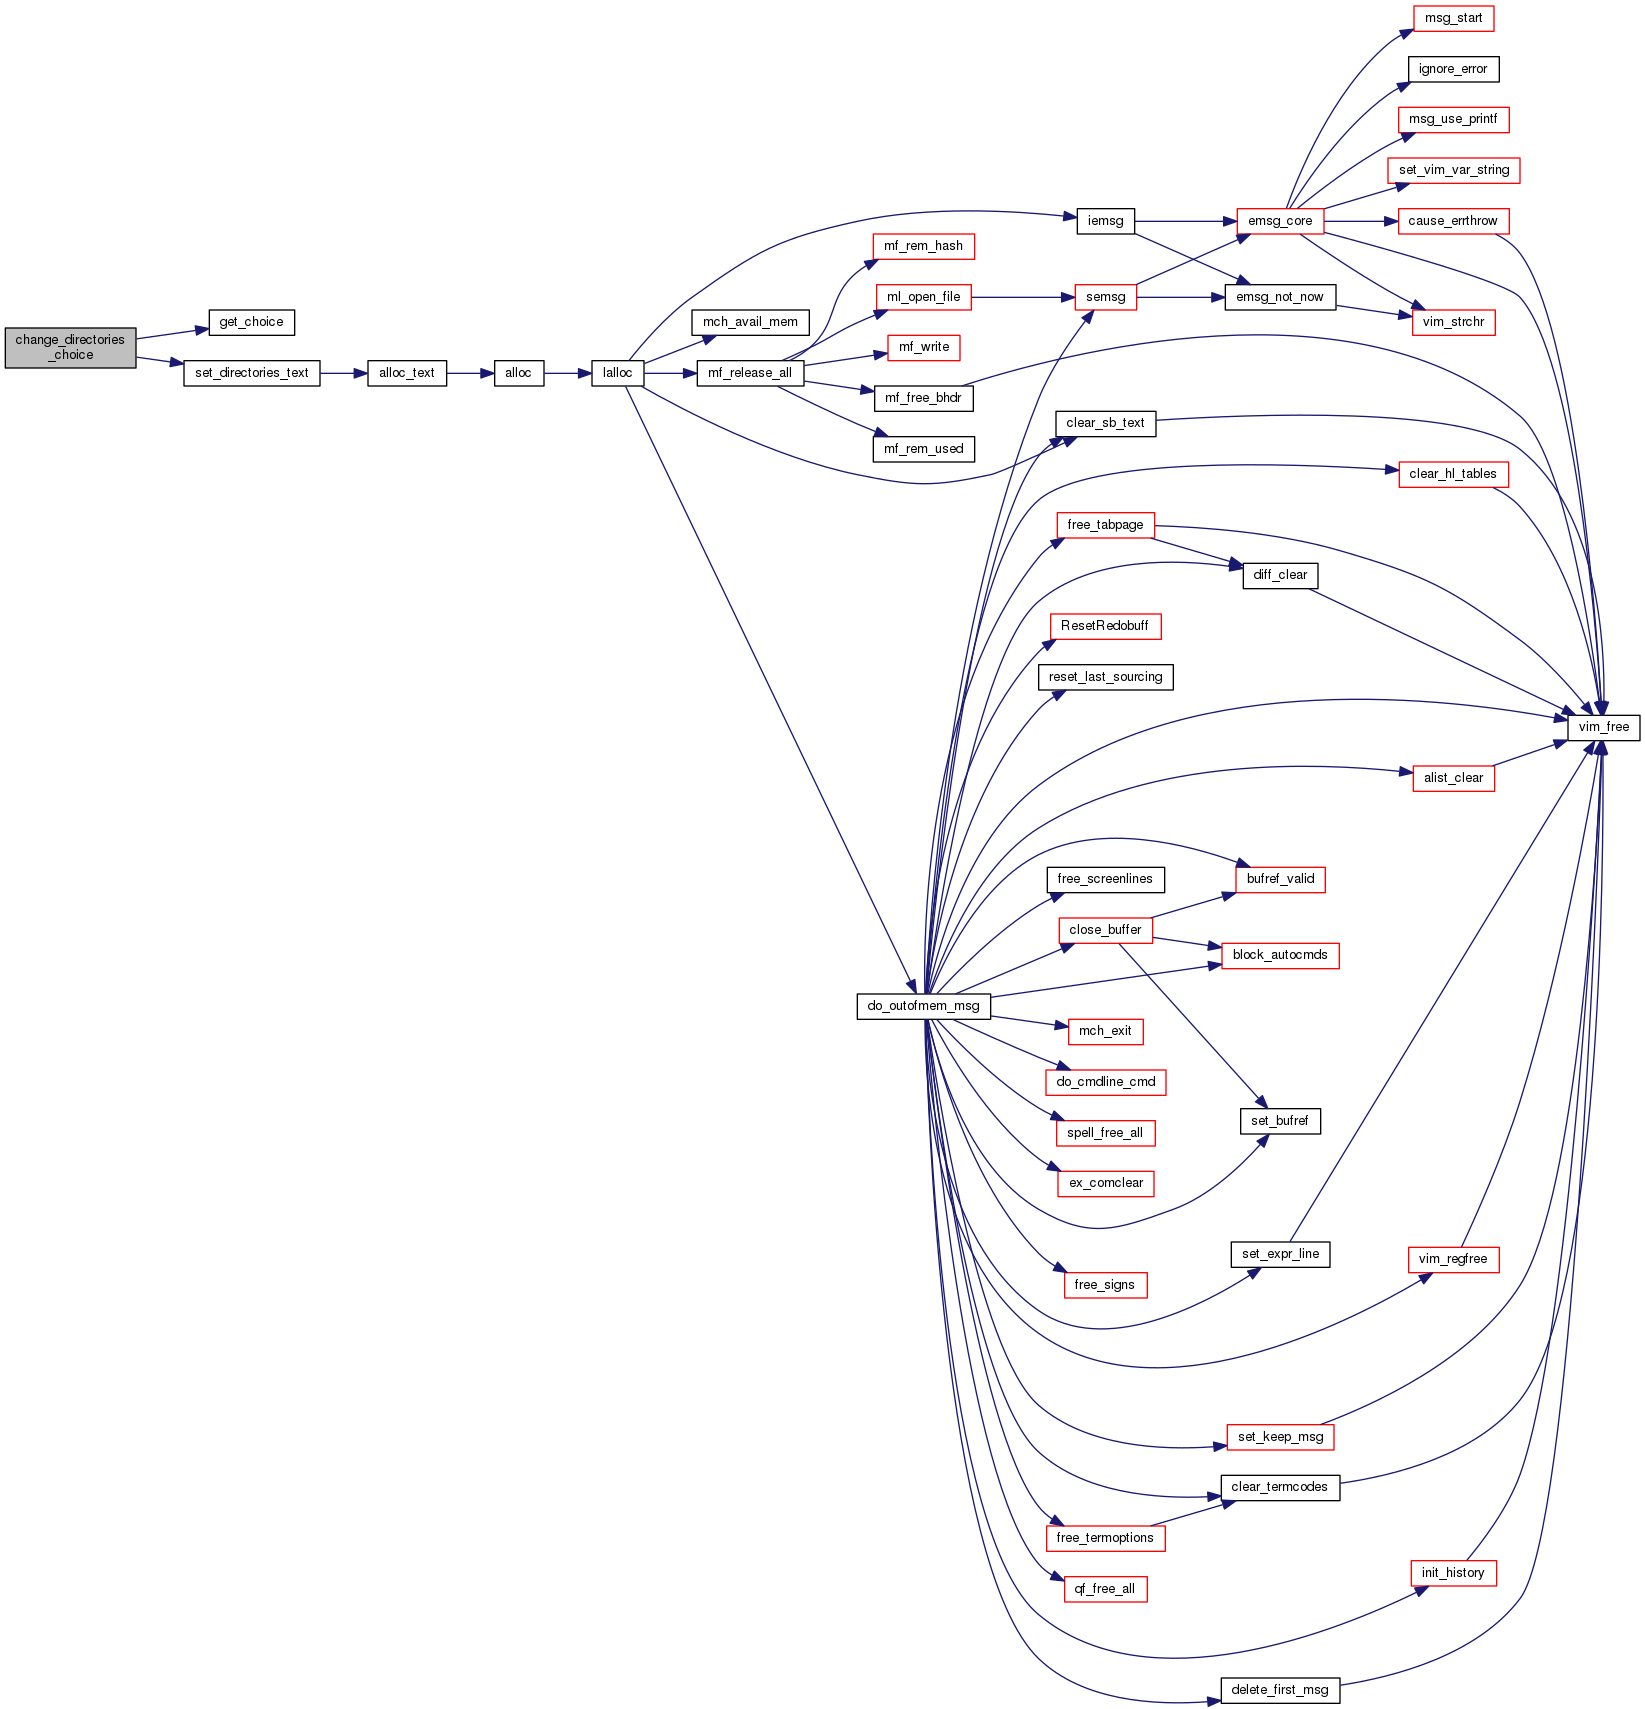 msg_start
ignore_error
msg_use_printf
set_vim_var_string
iemsg
emsg_core
cause_errthrow
mf_rem_hash
ml_open_file
semsg
emsg_not_now
get_choice
mch_avail_mem
vim_strchr
change_directories
_choice
mf_write
set_directories_text
alloc_text
alloc
lalloc
mf_release_all
mf_free_bhdr
clear_sb_text
mf_rem_used
clear_hl_tables
free_tabpage
diff_clear
ResetRedobuff
reset_last_sourcing
vim_free
alist_clear
free_screenlines
bufref_valid
close_buffer
block_autocmds
do_outofmem_msg
mch_exit
do_cmdline_cmd
set_bufref
spell_free_all
ex_comclear
set_expr_line
vim_regfree
free_signs
set_keep_msg
clear_termcodes
free_termoptions
init_history
qf_free_all
delete_first_msg